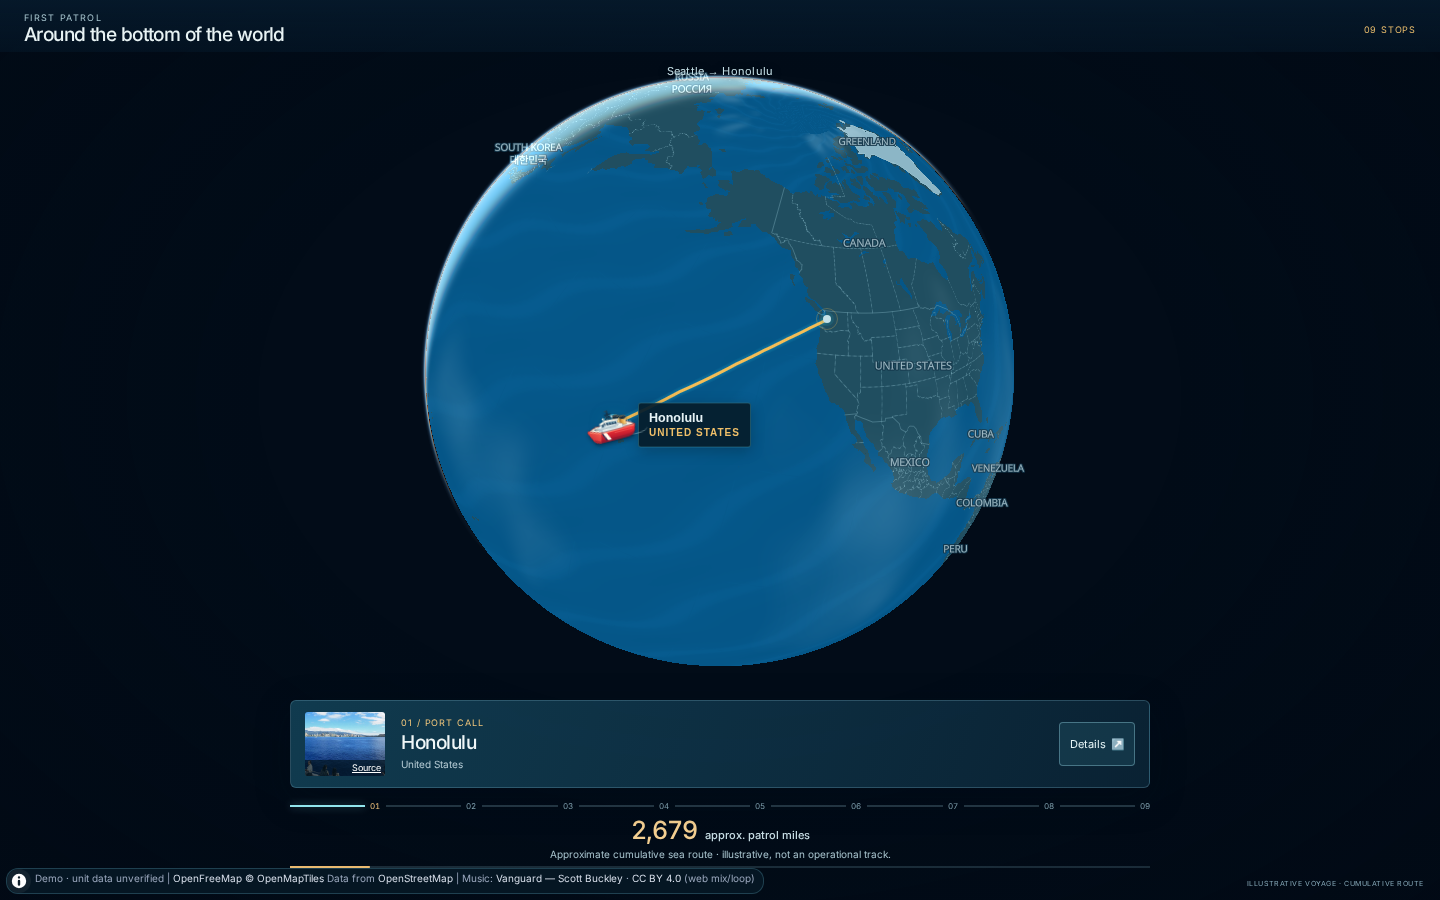 FIRST PATROL
Around the bottom of the world
09 STOPS
Seattle → Honolulu
RUSSIA
РОССИЯ
SOUTH KOREA
대한민국
GREENLAND
CANADA
UNITED STATES
Honolulu
UNITED STATES
CUBA
MEXICO
VENEZUELA
COLOMBIA
PERU
Source
01 / PORT CALL
Honolulu
United States
Details ↗
01 02 03 04 05 06 07 08 09
2,679 approx. patrol miles
Approximate cumulative sea route · illustrative, not an operational track.
Demo · unit data unverified | OpenFreeMap © OpenMapTiles Data from OpenStreetMap | Music: Vanguard — Scott Buckley · CC BY 4.0 (web mix/loop)
ILLUSTRATIVE VOYAGE · CUMULATIVE ROUTE